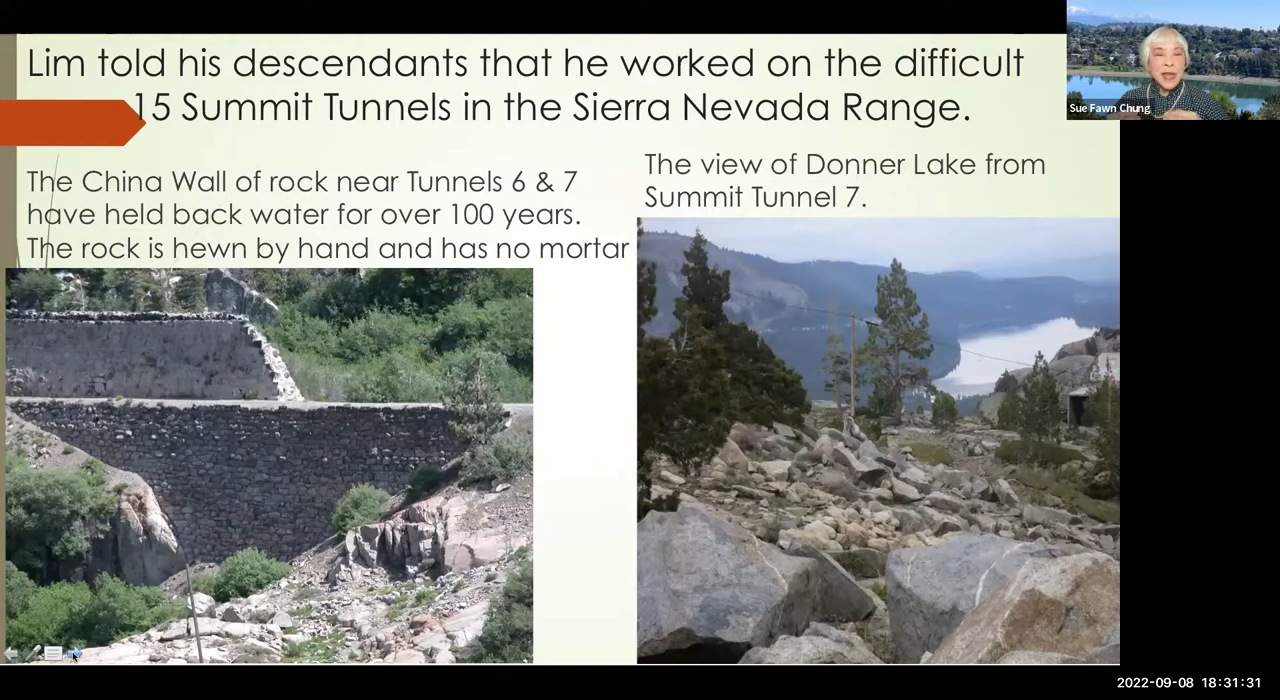 Lim told his descendants that he worked on the difficult
15 Summit Tunnels in the Sierra Nevada Range.
Sue Fawn Chung
The China Wall of rock near Tunnels 6 & 7
have held back water for over 100 years.
The rock is hewn by hand and has no mortar
The view of Donner Lake from
Summit Tunnel 7.
2022-09-08 18:31:31